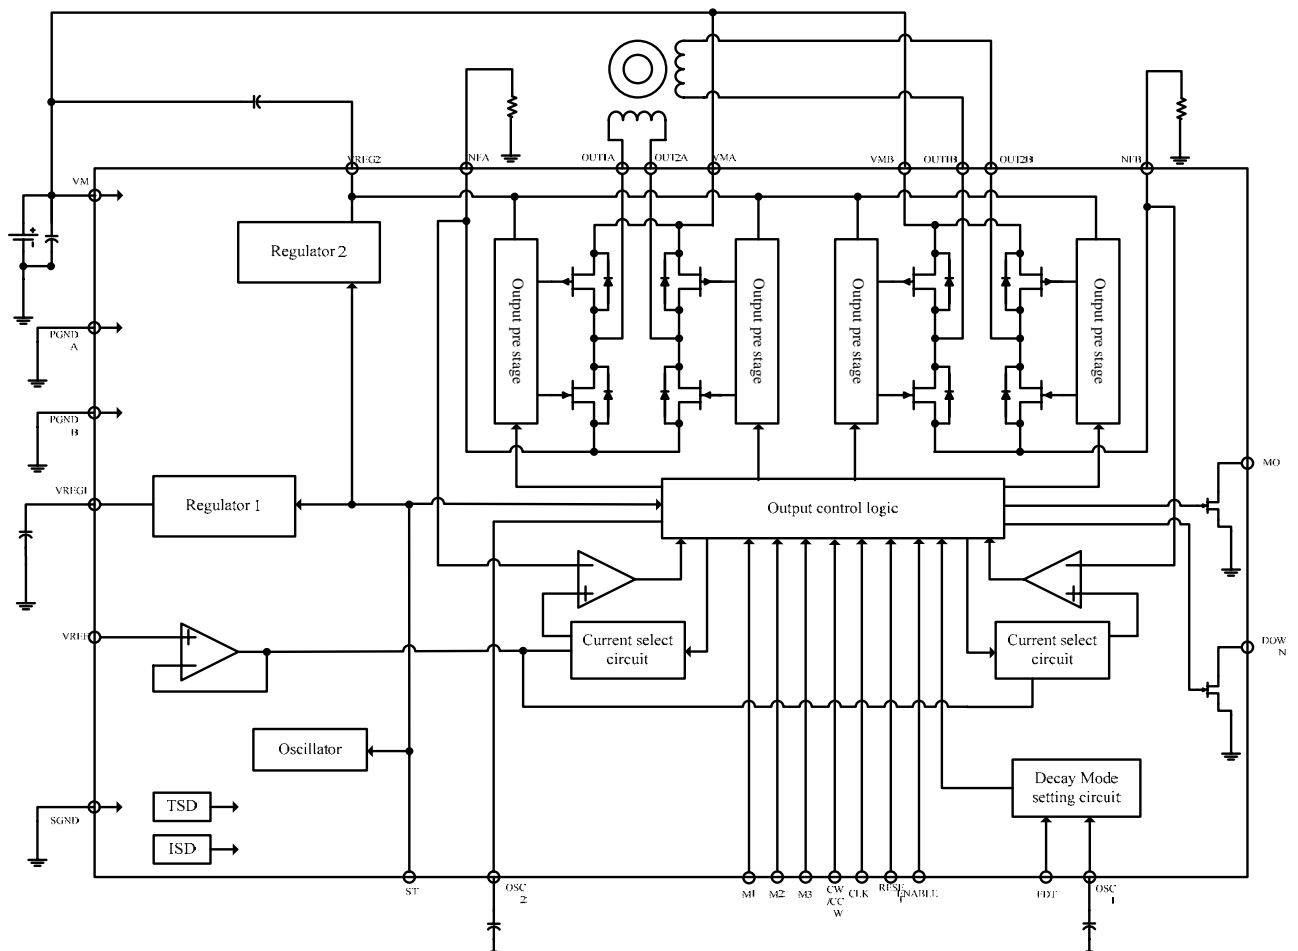 VREG2
NFA
OUT1A
OUT2A
VMA
VMB
OUT1B
OUT2B
NFB
VM
+
Regulator 2
Output pre stage
Output pre stage
Output pre stage
Output pre stage
PGND
A
PGND
B
VREG1
Regulator 1
Output control logic
MO
VREF
Current select
circuit
Current select
circuit
DOW
N
Oscillator
TSD
ISD
SGND
Decay Mode
setting circuit
ST
OSC
2
M1
M2
M3
CW
/CC
W
CLK
RESE
T
ENABLE
FDT
OSC
1